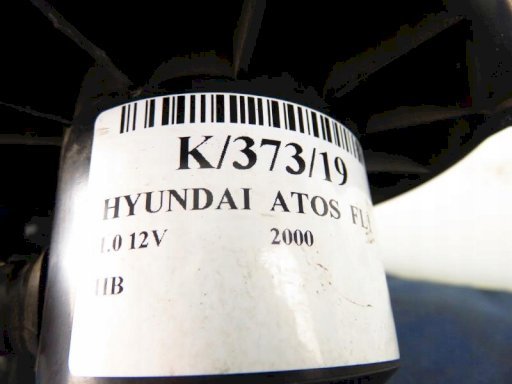 K/373/19
HYUNDAI ATOS
1.0 12V 2000
HB